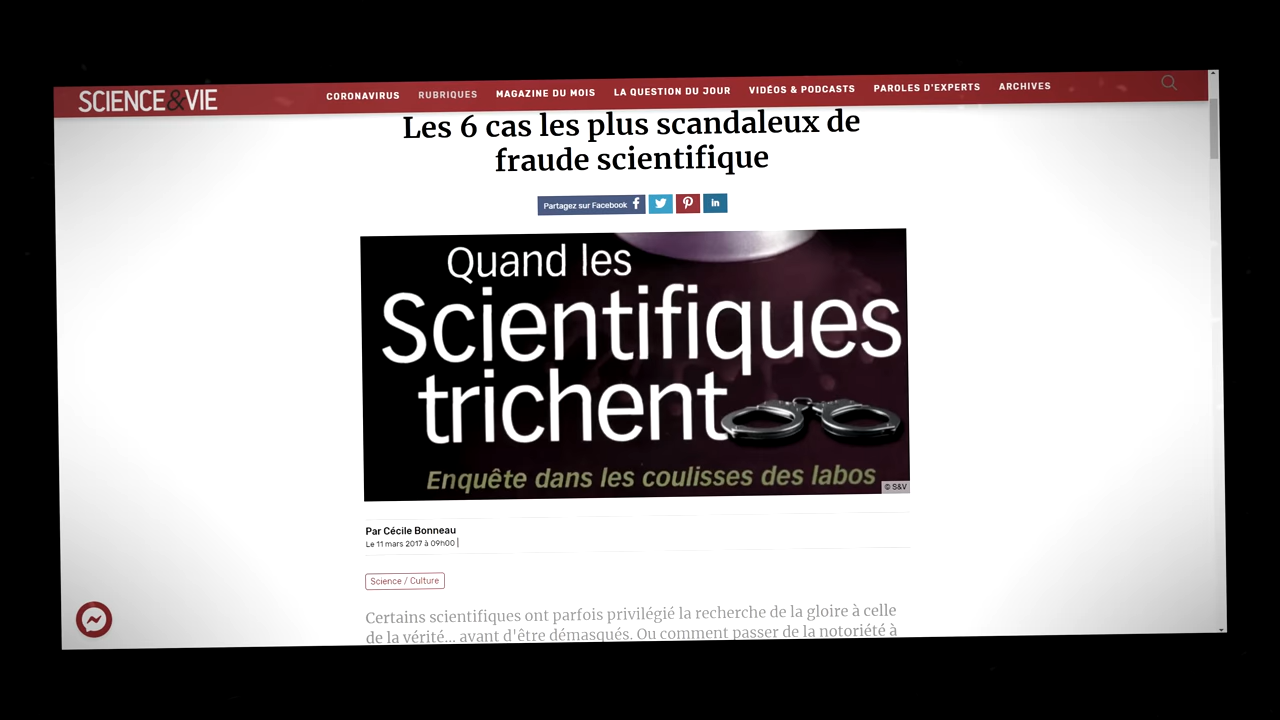 SCIENCE&VIE
CORONAVIRUS RUBRIQUES MAGAZINE DU MOIS LA QUESTION DU JOUR VIDÉOS & PODCASTS PAROLES D'EXPERTS ARCHIVES
Les 6 cas les plus scandaleux de
fraude scientifique
Partagez sur Facebook f in
Quand les
Scientifiques
trichent
Enquête dans les coulisses des labos
© S&V
Par Cécile Bonneau
Le 11 mars 2017 à 09h00 |
Science / Culture
Certains scientifiques ont parfois privilégié la recherche de la gloire à celle
de la vérité... avant d'être démasqués. Ou comment passer de la notoriété à